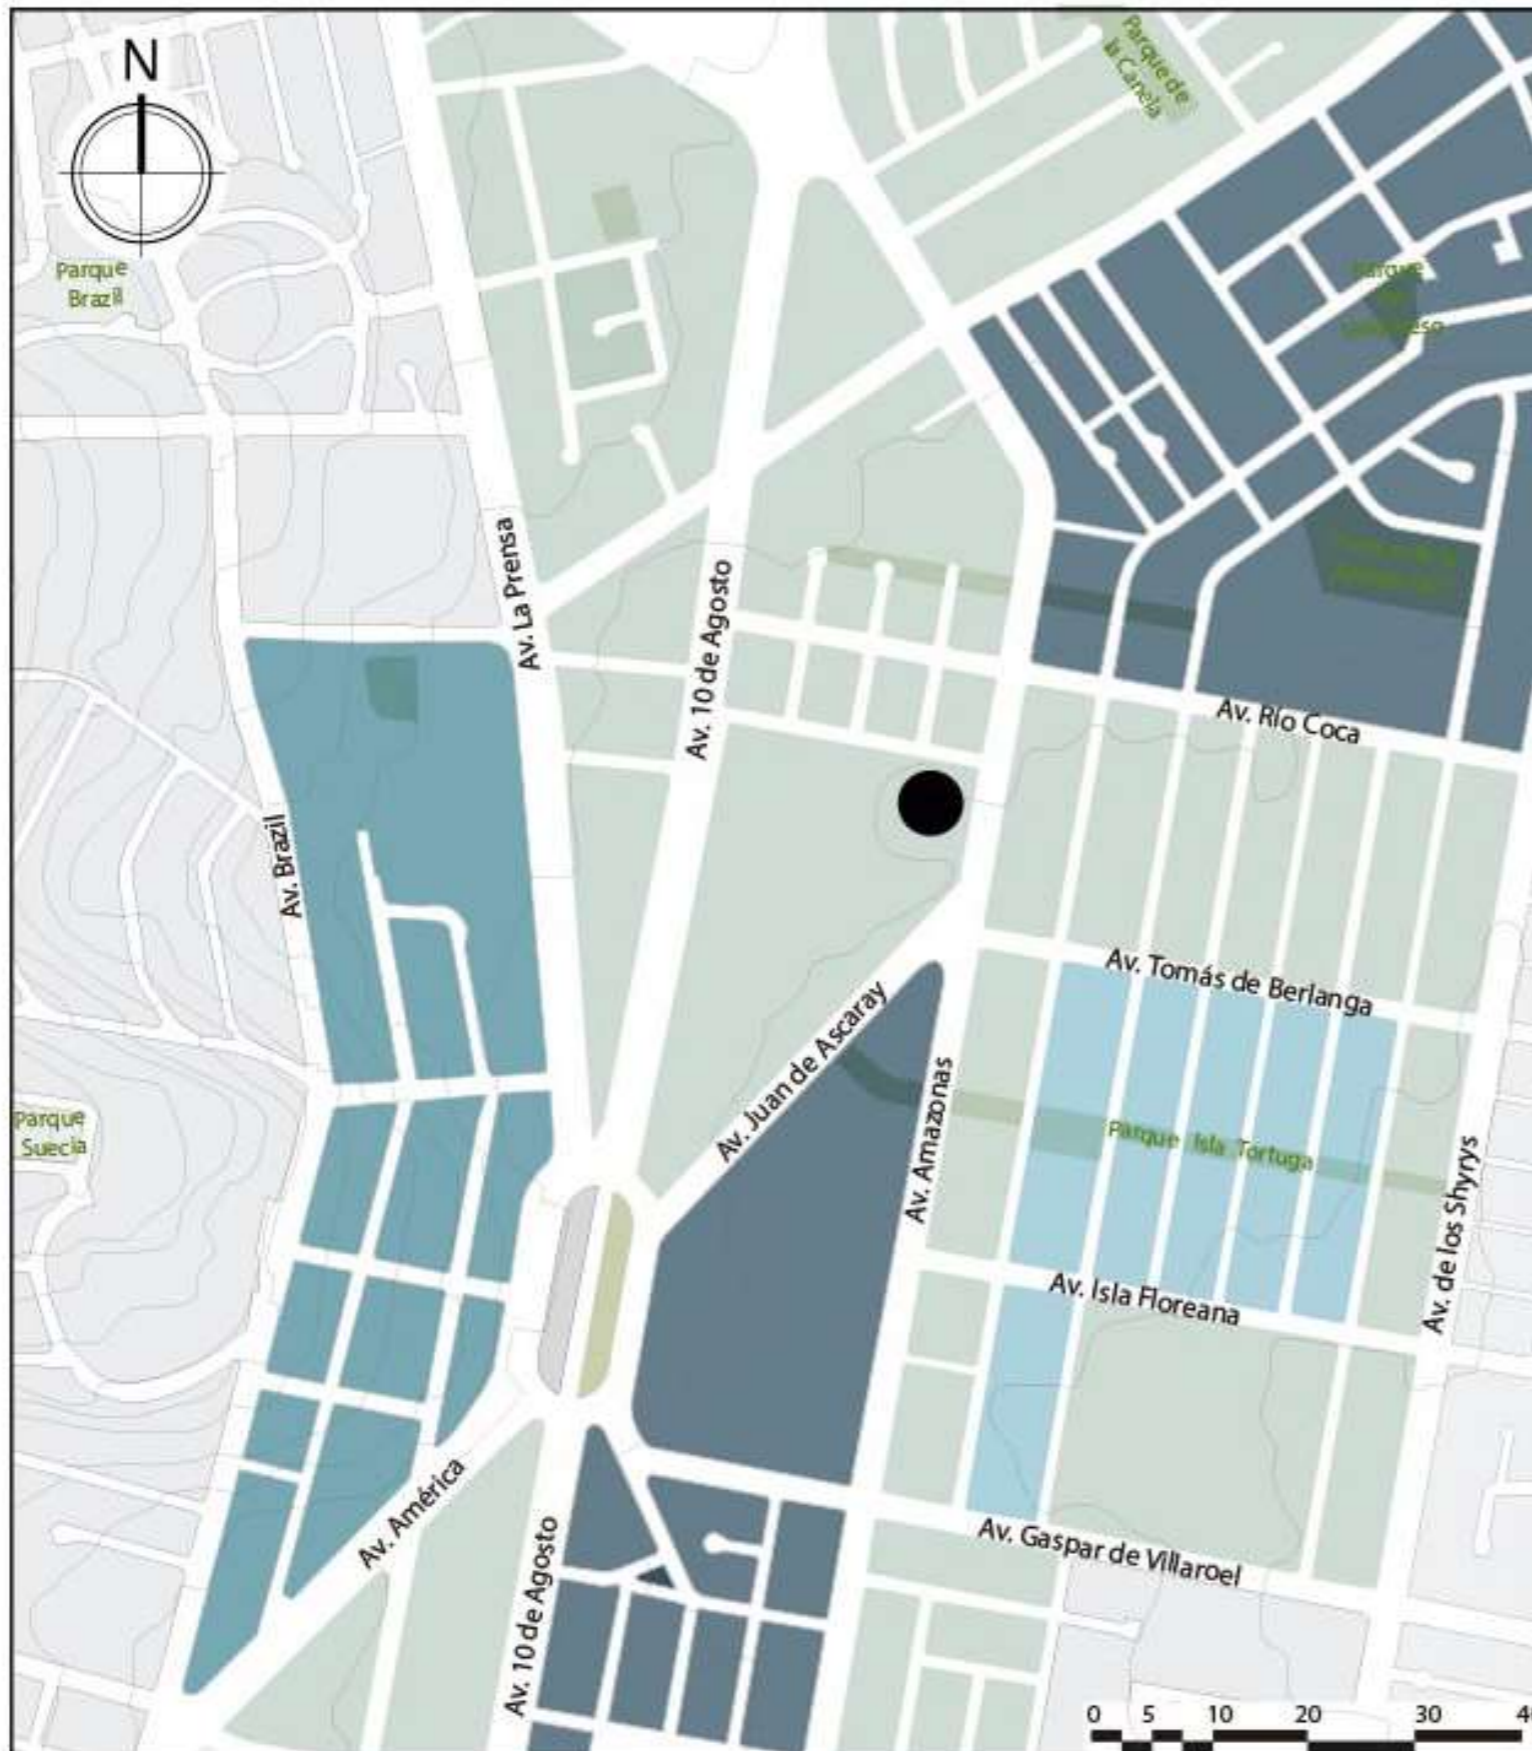 N
Parque de
la Canela
Parque
Brazil
Parque
Av. La Prensa
Av. 10 de Agosto
Av. Río Coca
Av. Brazil
Av. Tomás de Berlanga
Av. Juan de Ascaray
Av. Amazonas
Parque Isla Tortuga
Parque
Suecia
Av. de los Shyrys
Av. Isla Floreana
Av. América
Av. Gaspar de Villaroel
Av. 10 de Agosto
0 5 10 20 30